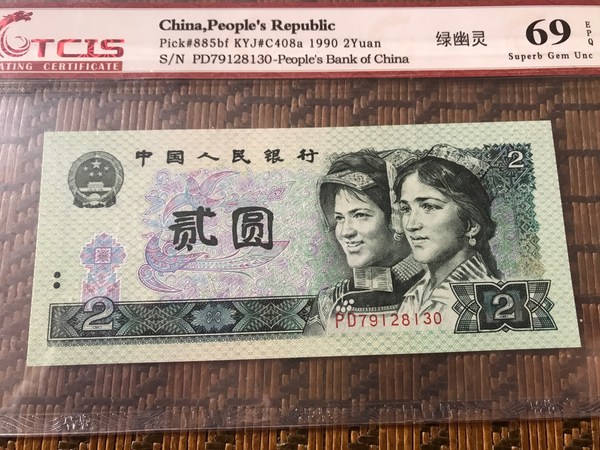 China,People's Republic
Pick#885bf KYJ#C408a 1990 2Yuan
S/N PD79128130-People's Bank of China
TCIS
ATING CERTIFICATE
绿幽灵
69
EPQ
Superb Gem Unc
中国人民银行
2
贰圆
2
PD79128130
2